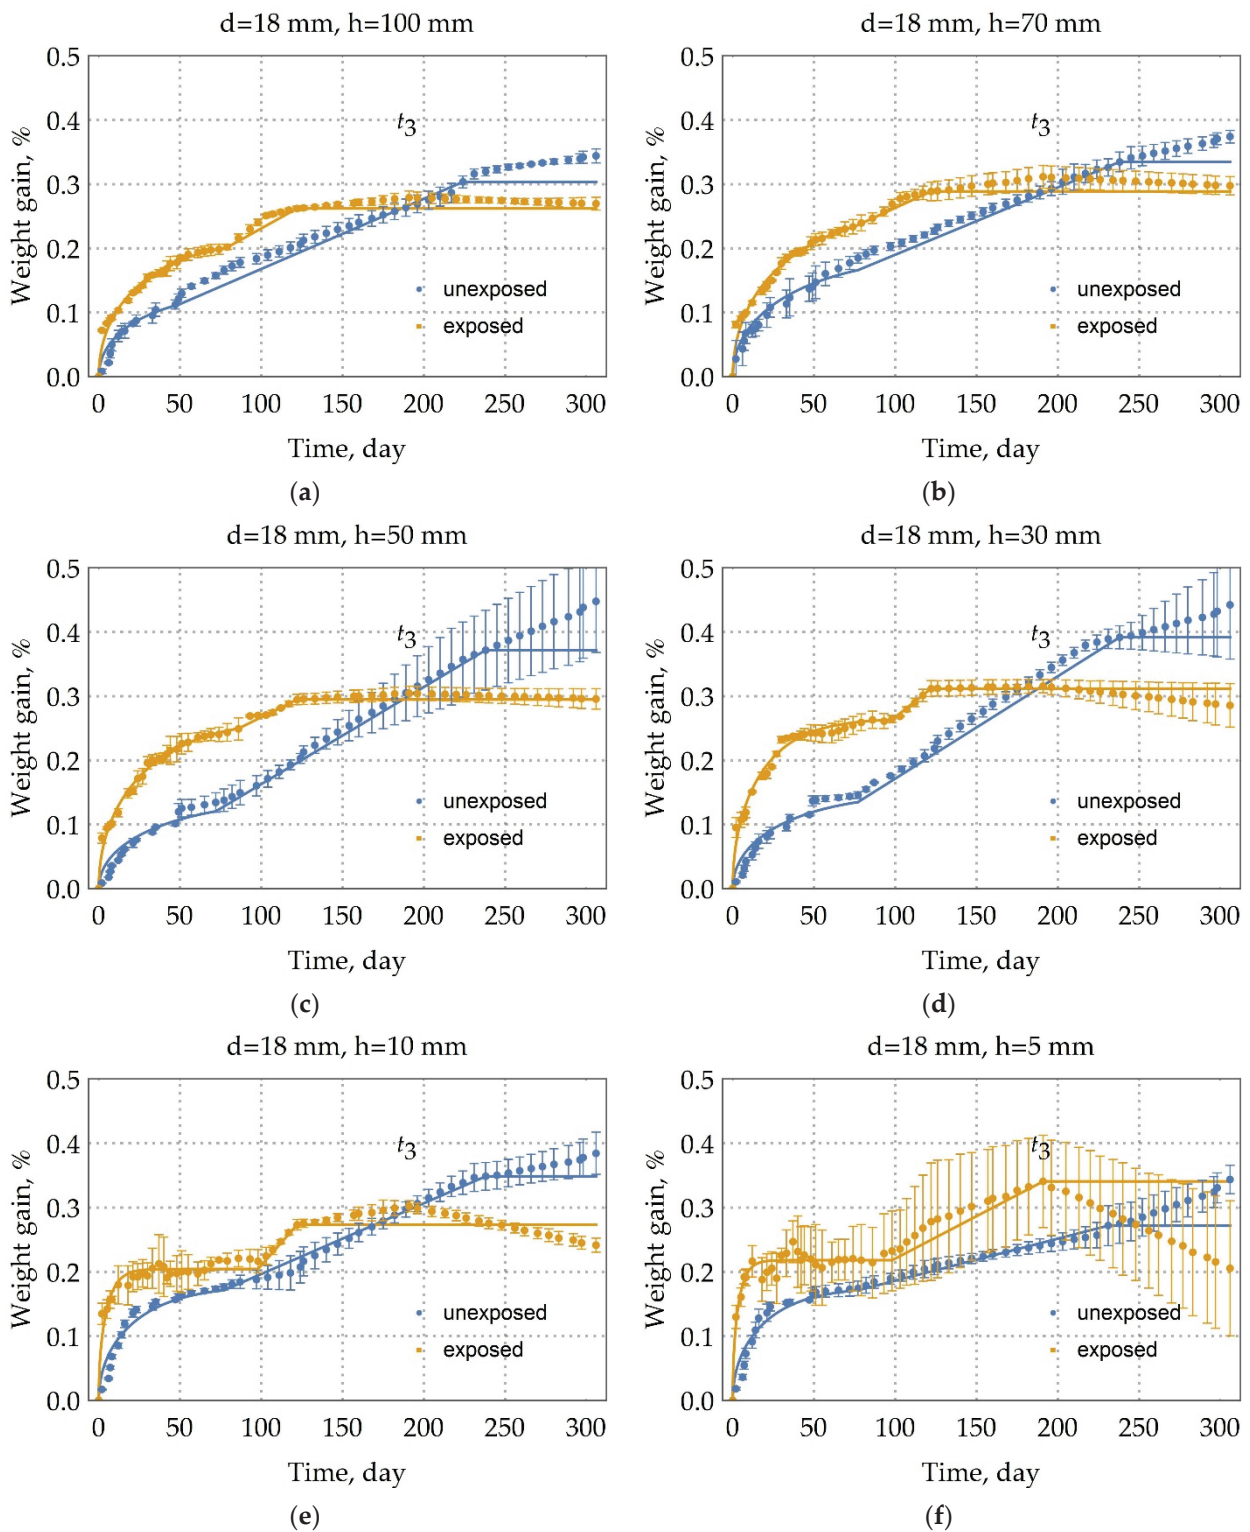 d=18 mm, h=100 mm
0.5
0.4
0.3
0.2
0.1
0.0
Weight gain, %
t3
unexposed
exposed
0 50 100 150 200 250 300
Time, day
(a)
d=18 mm, h=70 mm
0.5
0.4
0.3
0.2
0.1
0.0
Weight gain, %
t3
unexposed
exposed
0 50 100 150 200 250 300
Time, day
(b)
d=18 mm, h=50 mm
0.5
0.4
0.3
0.2
0.1
0.0
Weight gain, %
t3
unexposed
exposed
0 50 100 150 200 250 300
Time, day
(c)
d=18 mm, h=30 mm
0.5
0.4
0.3
0.2
0.1
0.0
Weight gain, %
t3
unexposed
exposed
0 50 100 150 200 250 300
Time, day
(d)
d=18 mm, h=10 mm
0.5
0.4
0.3
0.2
0.1
0.0
Weight gain, %
t3
unexposed
exposed
0 50 100 150 200 250 300
Time, day
(e)
d=18 mm, h=5 mm
0.5
0.4
0.3
0.2
0.1
0.0
Weight gain, %
t3
unexposed
exposed
0 50 100 150 200 250 300
Time, day
(f)